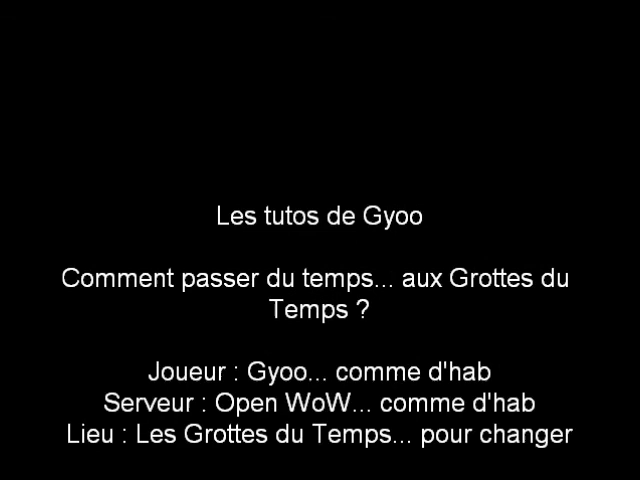 Les tutos de Gyoo
Comment passer du temps... aux Grottes du
Temps ?
Joueur : Gyoo... comme d'hab
Serveur : Open WoW... comme d'hab
Lieu : Les Grottes du Temps... pour changer